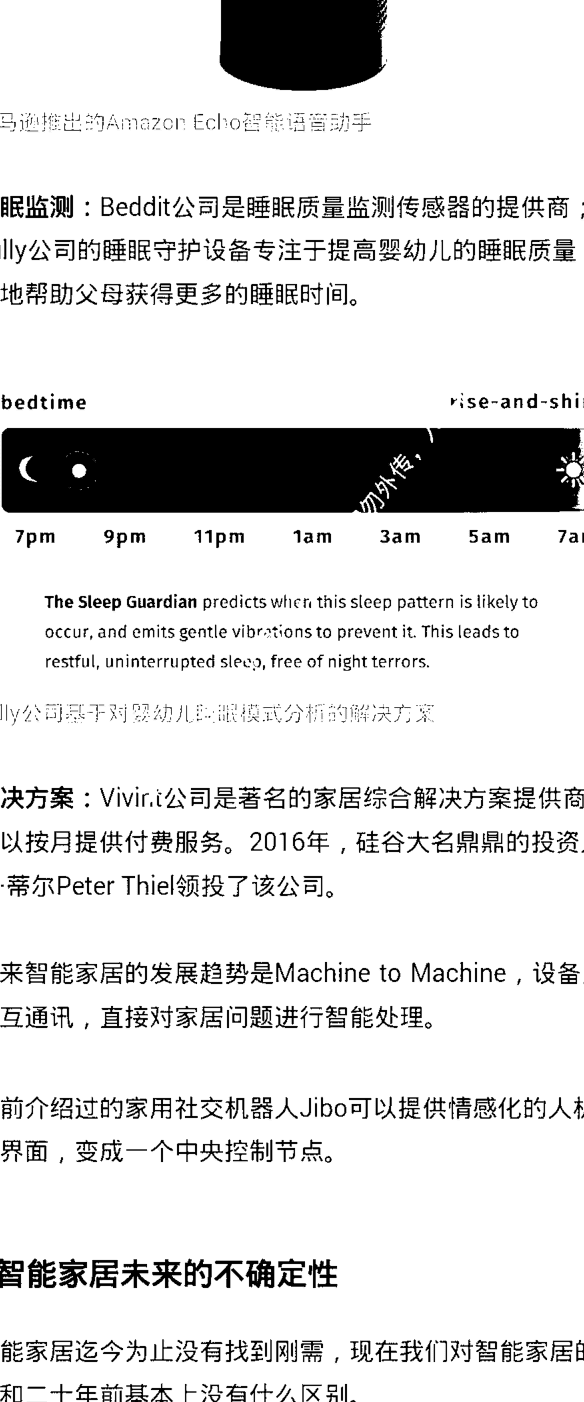 马逊推出的Amazon Echo智能语音助手
眠监测：Beddit公司是睡眠质量监测传感器的提供商；
lly公司的睡眠守护设备专注于提高婴幼儿的睡眠质量
地帮助父母获得更多的睡眠时间。
bedtime rise-and-shi
勿外传，
7pm 9pm 11pm 1am 3am 5am 7a
The Sleep Guardian predicts when this sleep pattern is likely to
occur, and emits gentle vibrations to prevent it. This leads to
restful, uninterrupted sleep, free of night terrors.
lly公司基于对婴幼儿睡眠模式分析的解决方案
决方案：Vivint公司是著名的家居综合解决方案提供商
以按月提供付费服务。2016年，硅谷大名鼎鼎的投资
·蒂尔Peter Thiel领投了该公司。
来智能家居的发展趋势是Machine to Machine，设备
互通讯，直接对家居问题进行智能处理。
前介绍过的家用社交机器人Jibo可以提供情感化的人机
界面，变成一个中央控制节点。
智能家居未来的不确定性
能家居迄今为止没有找到刚需，现在我们对智能家居的
和二十年前基本上没有什么区别。